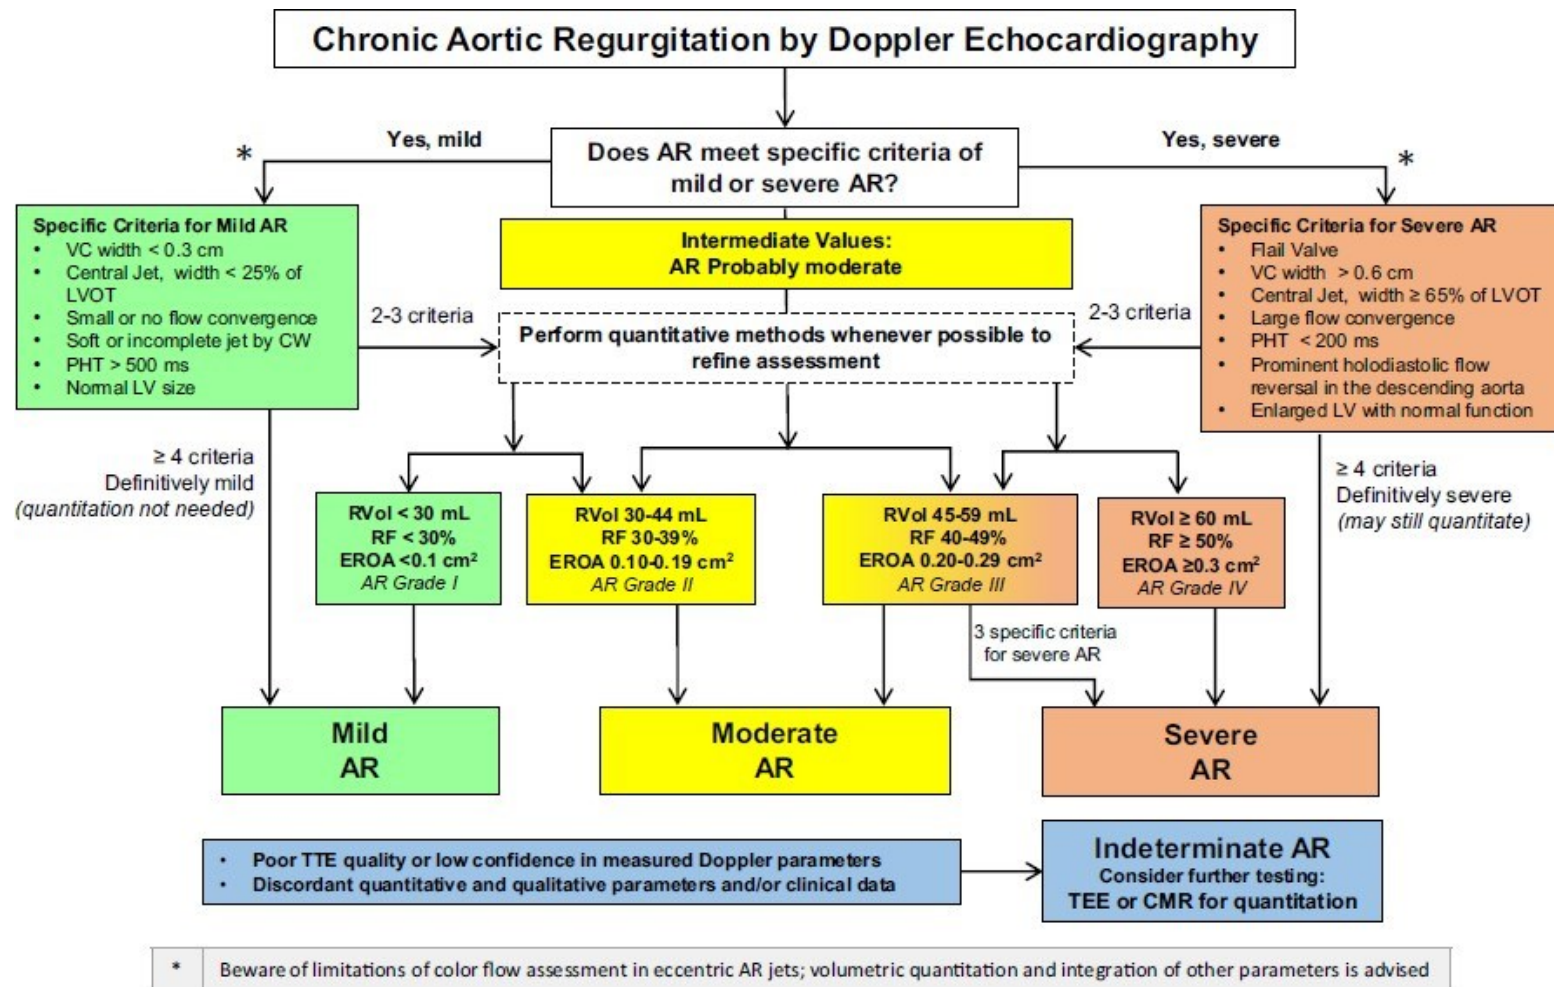 Chronic Aortic Regurgitation by Doppler Echocardiography
Yes, mild
Does AR meet specific criteria of
mild or severe AR?
Yes, severe
*
*
Specific Criteria for Mild AR
• VC width < 0.3 cm
• Central Jet, width < 25% of
LVOT
• Small or no flow convergence
• Soft or incomplete jet by CW
• PHT > 500 ms
• Normal LV size
Intermediate Values:
AR Probably moderate
Specific Criteria for Severe AR
• Flail Valve
• VC width > 0.6 cm
• Central Jet, width ≥ 65% of LVOT
• Large flow convergence
• PHT < 200 ms
• Prominent holodiastolic flow
reversal in the descending aorta
• Enlarged LV with normal function
2-3 criteria
Perform quantitative methods whenever possible to
refine assessment
2-3 criteria
≥ 4 criteria
Definitively mild
(quantitation not needed)
≥ 4 criteria
Definitively severe
(may still quantitate)
RVol < 30 mL
RF < 30%
EROA <0.1 cm²
AR Grade I
RVol 30-44 mL
RF 30-39%
EROA 0.10-0.19 cm²
AR Grade II
RVol 45-59 mL
RF 40-49%
EROA 0.20-0.29 cm²
AR Grade III
RVol ≥ 60 mL
RF ≥ 50%
EROA ≥0.3 cm²
AR Grade IV
3 specific criteria
for severe AR
Mild
AR
Moderate
AR
Severe
AR
• Poor TTE quality or low confidence in measured Doppler parameters
• Discordant quantitative and qualitative parameters and/or clinical data
Indeterminate AR
Consider further testing:
TEE or CMR for quantitation
* Beware of limitations of color flow assessment in eccentric AR jets; volumetric quantitation and integration of other parameters is advised